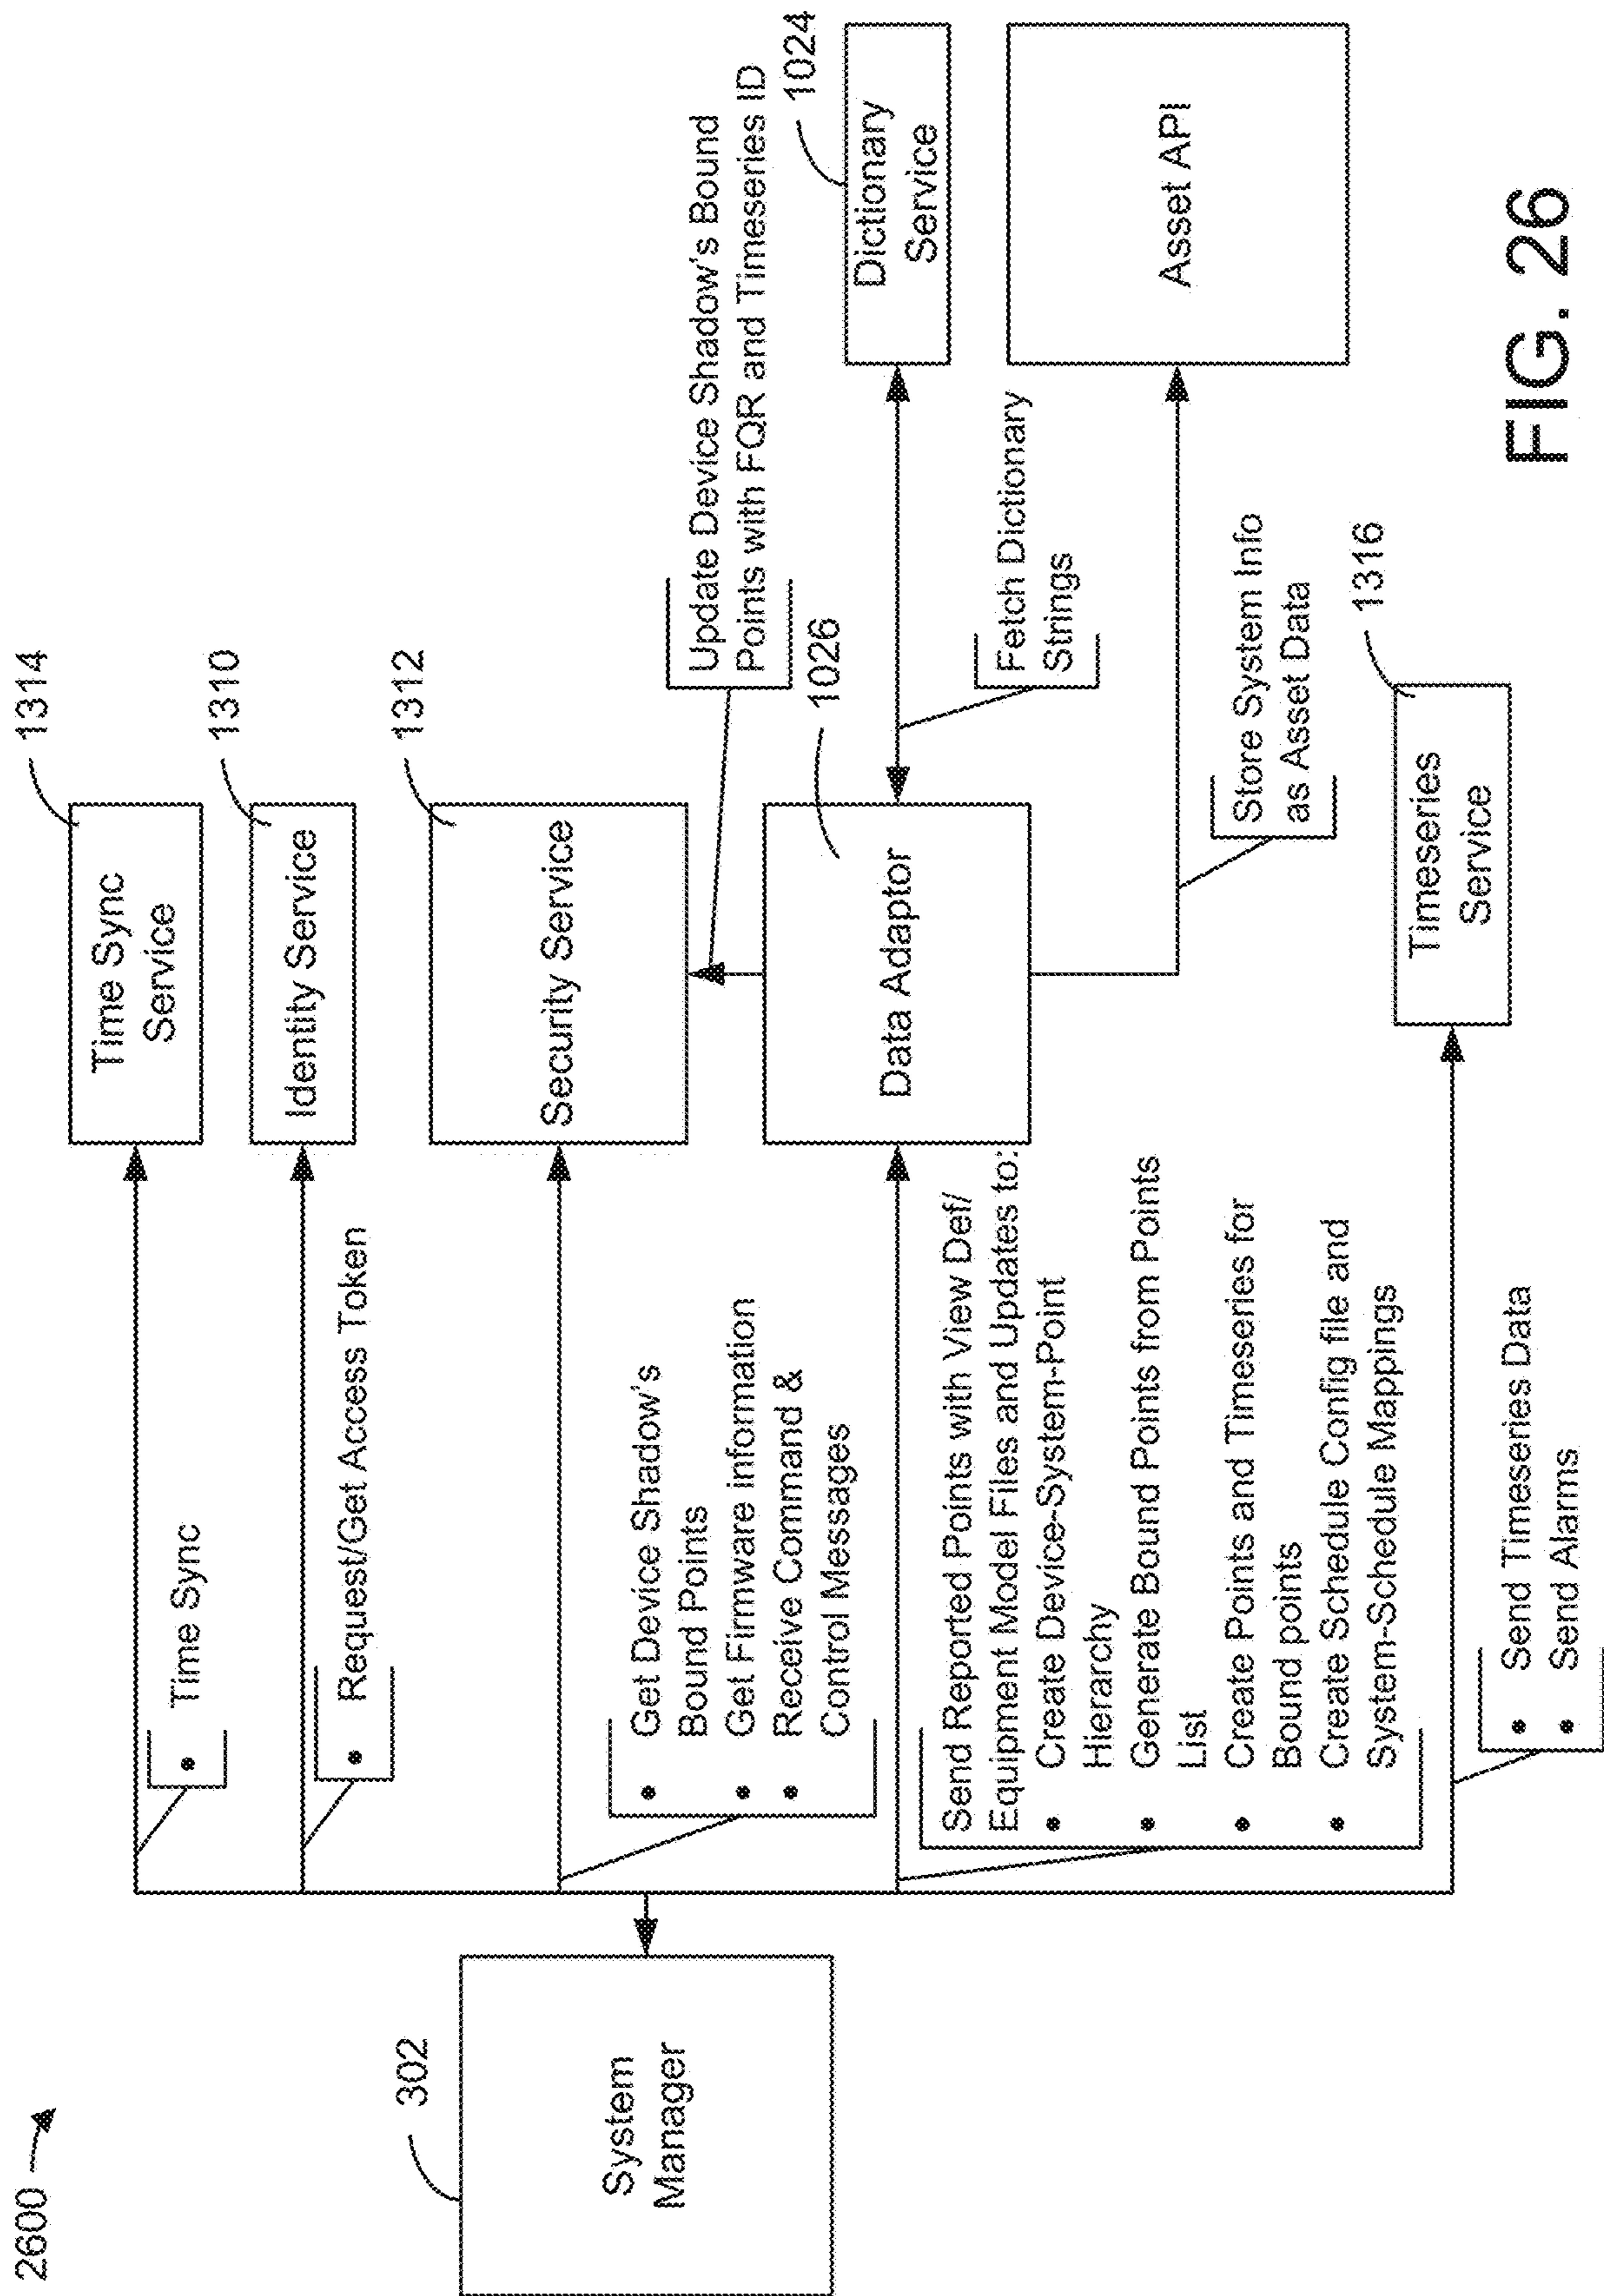 2600
302
System
Manager
1314
Time Sync
Service
• Time Sync
1310
Identity Service
• Request/Get Access Token
1312
Security Service
• Get Device Shadow's
Bound Points
• Get Firmware information
• Receive Command &
Control Messages
Update Device Shadow's Bound
Points with FQR and Timeseries ID
1026
Data Adaptor
Send Reported Points with View Def/
Equipment Model Files and Updates to:
• Create Device-System-Point
Hierarchy
• Generate Bound Points from Points
List
• Create Points and Timeseries for
Bound points
• Create Schedule Config file and
System-Schedule Mappings
1024
Dictionary
Service
Fetch Dictionary
Strings
Asset API
Store System Info
as Asset Data
1316
Timeseries
Service
• Send Timeseries Data
• Send Alarms
FIG. 26